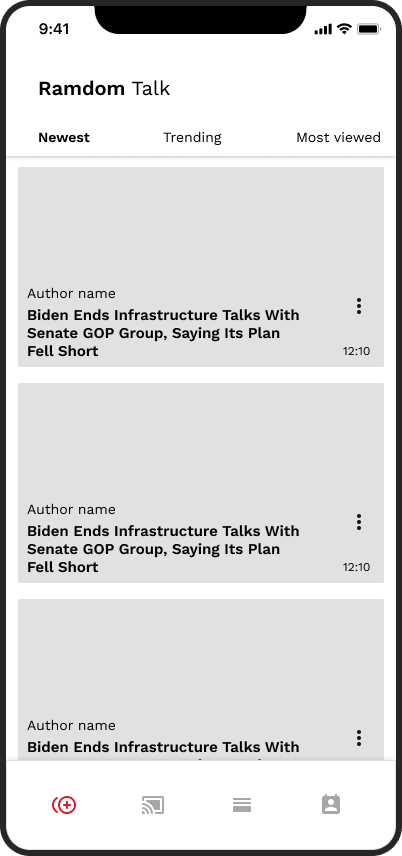 9:41
Ramdom Talk
Newest Trending Most viewed
Author name
Biden Ends Infrastructure Talks With
Senate GOP Group, Saying Its Plan
Fell Short
12:10
Author name
Biden Ends Infrastructure Talks With
Senate GOP Group, Saying Its Plan
Fell Short
12:10
Author name
Biden Ends Infrastructure Talks With